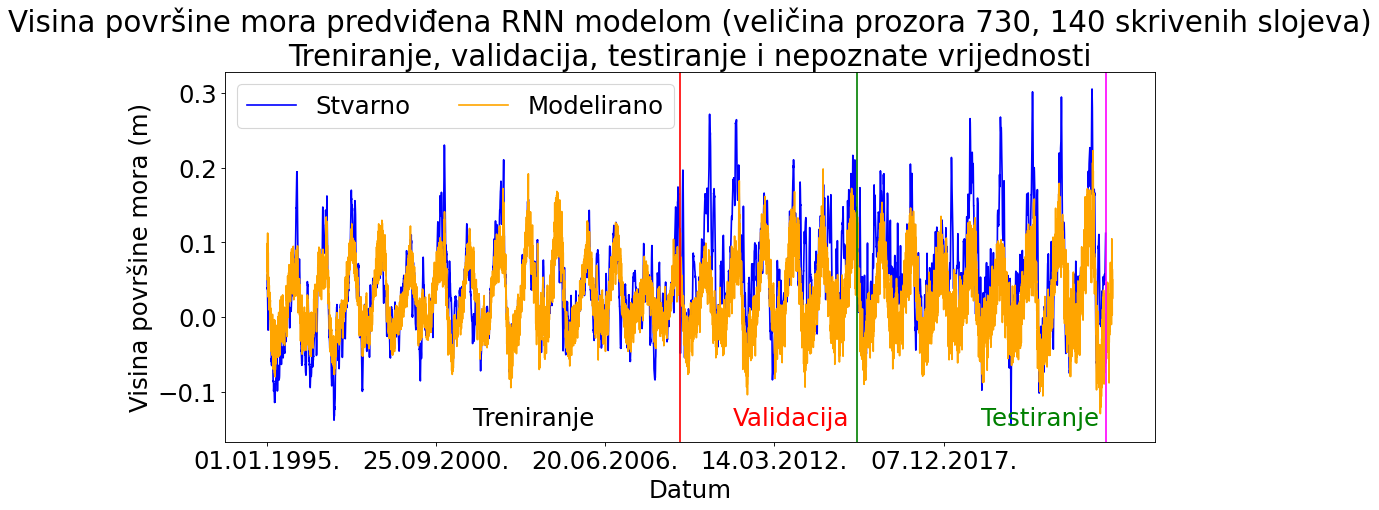 Visina površine mora predviđena RNN modelom (veličina prozora 730, 140 skrivenih slojeva)
Treniranje, validacija, testiranje i nepoznate vrijednosti
Stvarno
Modelirano
Visina površine mora (m)
0.3
0.2
0.1
0.0
−0.1
Treniranje
Validacija
Testiranje
01.01.1995.
25.09.2000.
20.06.2006.
14.03.2012.
07.12.2017.
Datum